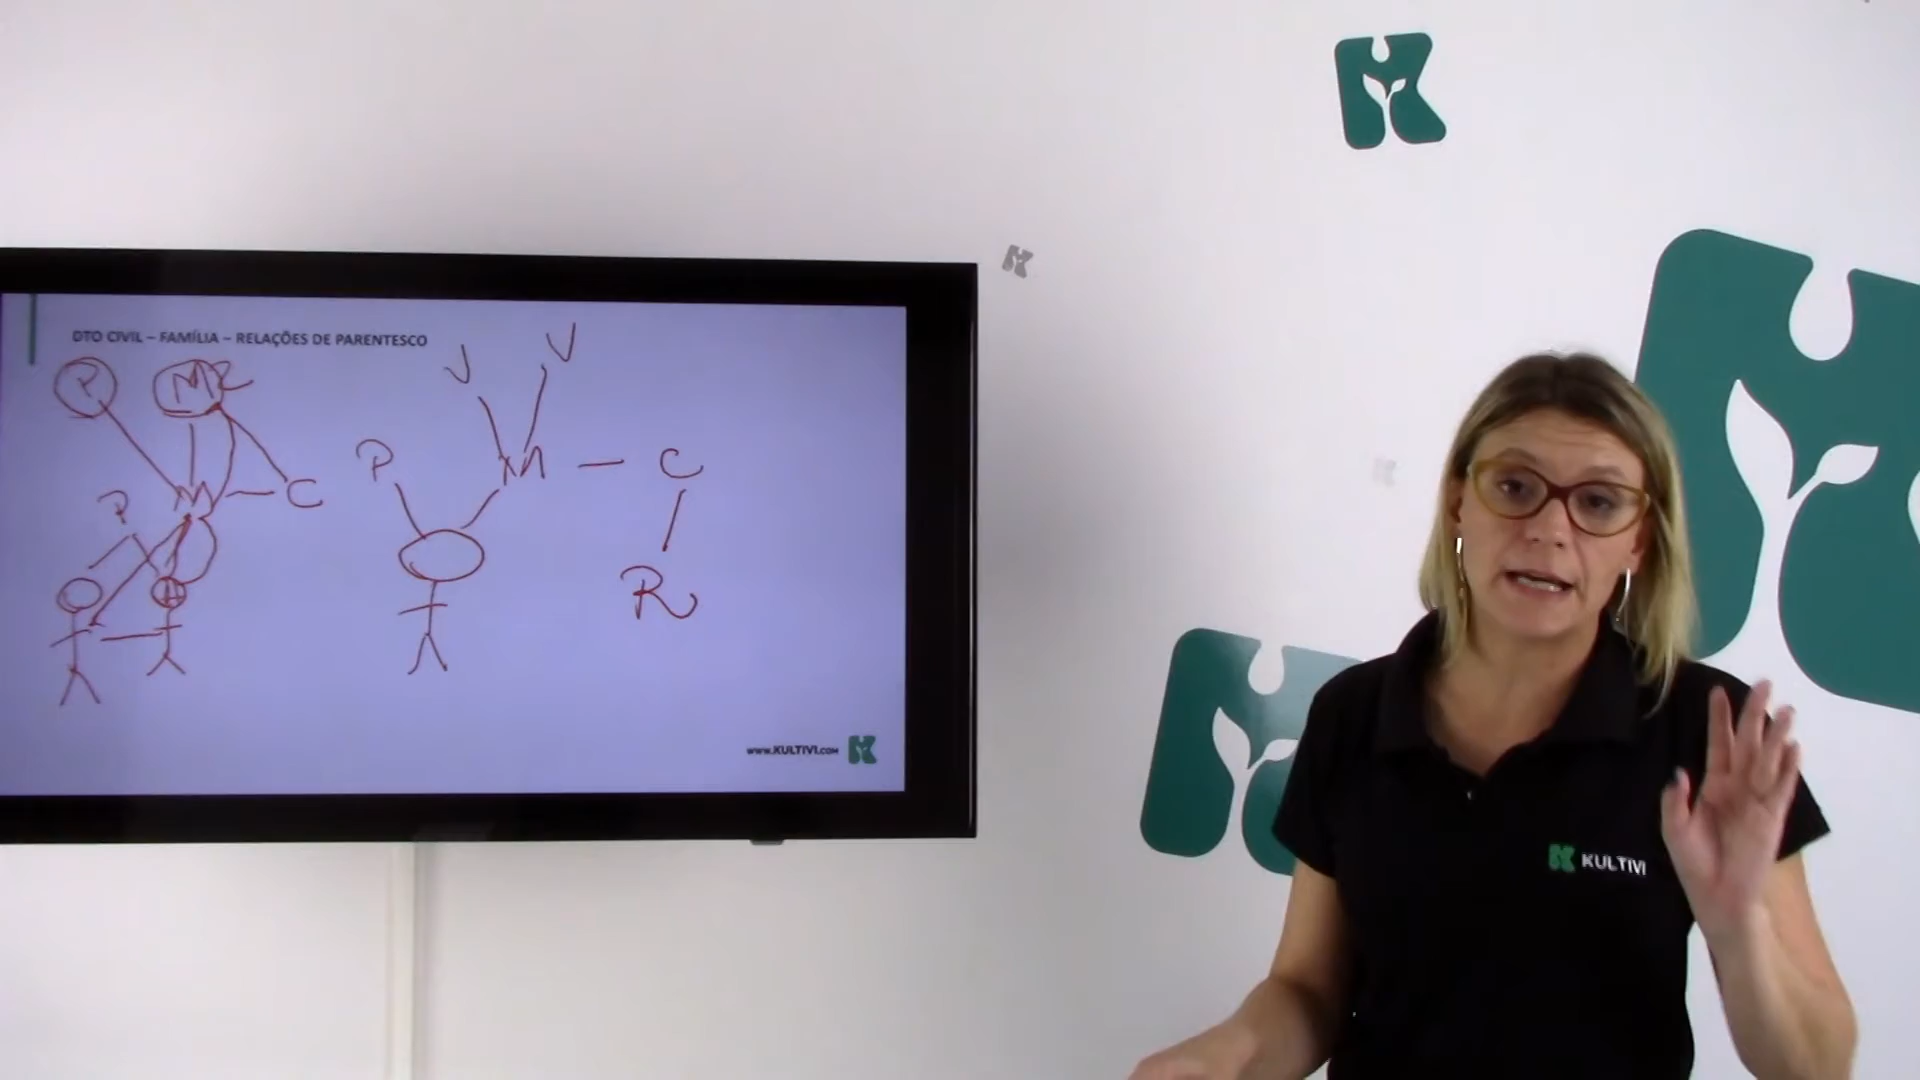 DTO CIVIL – FAMÍLIA – RELAÇÕES DE PARENTESCO
V
V
P
P
M
C
M
C
P
R
A
www.KULTIVI.COM
KULTIVI